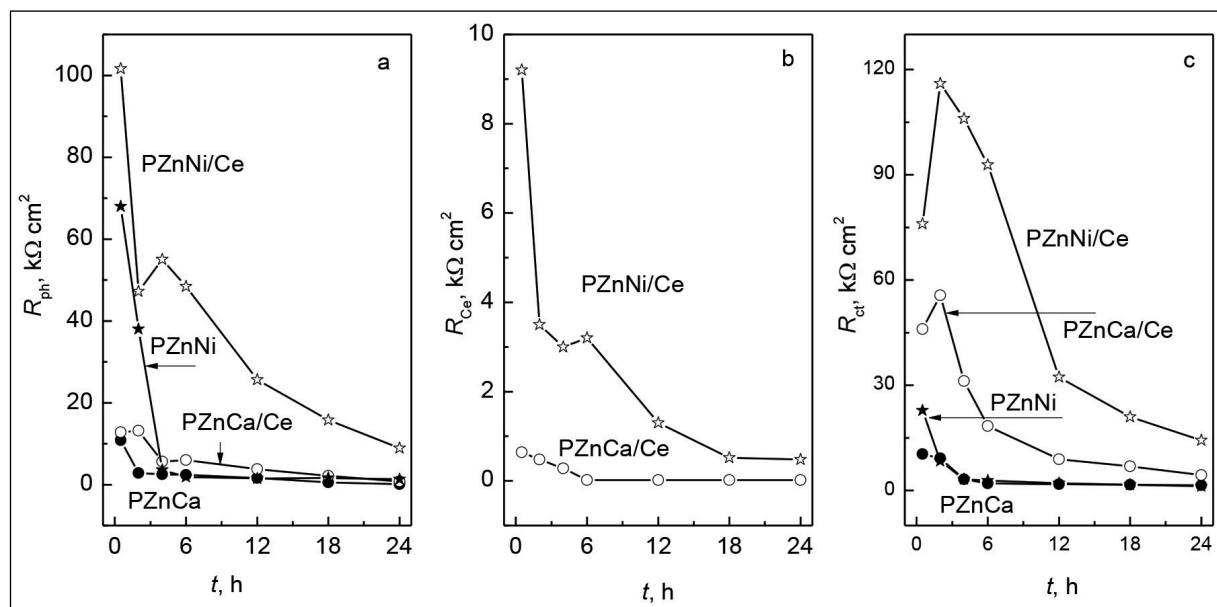 a
100
80
60
40
20
0
R_ph, kΩ cm²
PZnNi/Ce
PZnNi
PZnCa/Ce
PZnCa
0 6 12 18 24
t, h
b
10
8
6
4
2
0
R_Ce, kΩ cm²
PZnNi/Ce
PZnCa/Ce
0 6 12 18 24
t, h
c
120
90
60
30
0
R_ct, kΩ cm²
PZnNi/Ce
PZnCa/Ce
PZnNi
PZnCa
0 6 12 18 24
t, h